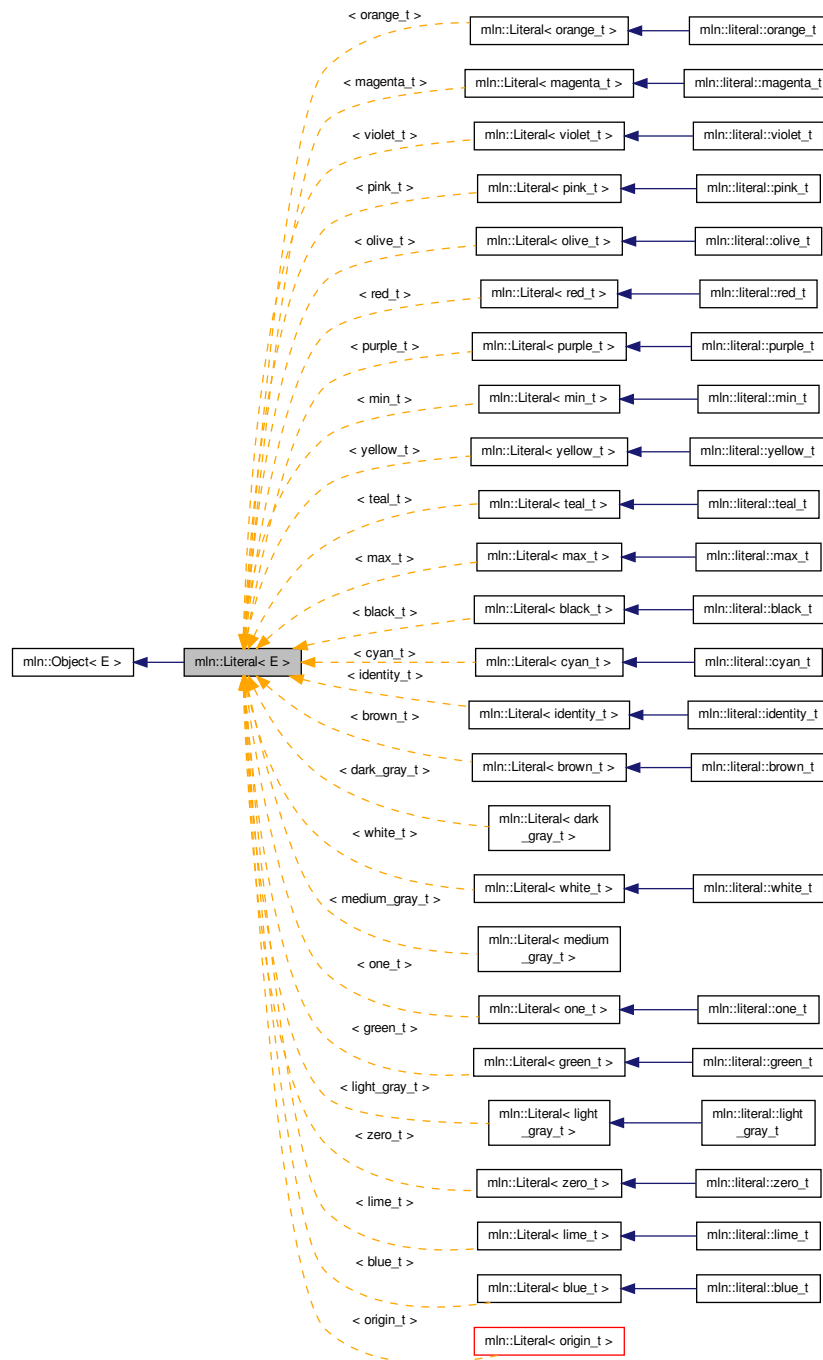 < orange_t >
mln::Literal< orange_t >
mln::literal::orange_t
< magenta_t >
mln::Literal< magenta_t >
mln::literal::magenta_t
< violet_t >
mln::Literal< violet_t >
mln::literal::violet_t
< pink_t >
mln::Literal< pink_t >
mln::literal::pink_t
< olive_t >
mln::Literal< olive_t >
mln::literal::olive_t
< red_t >
mln::Literal< red_t >
mln::literal::red_t
< purple_t >
mln::Literal< purple_t >
mln::literal::purple_t
< min_t >
mln::Literal< min_t >
mln::literal::min_t
< yellow_t >
mln::Literal< yellow_t >
mln::literal::yellow_t
< teal_t >
mln::Literal< teal_t >
mln::literal::teal_t
< max_t >
mln::Literal< max_t >
mln::literal::max_t
< black_t >
mln::Literal< black_t >
mln::literal::black_t
mln::Object< E >
mln::Literal< E >
< cyan_t >
mln::Literal< cyan_t >
mln::literal::cyan_t
< identity_t >
mln::Literal< identity_t >
mln::literal::identity_t
< brown_t >
mln::Literal< brown_t >
mln::literal::brown_t
< dark_gray_t >
mln::Literal< dark
_gray_t >
< white_t >
mln::Literal< white_t >
mln::literal::white_t
< medium_gray_t >
mln::Literal< medium
_gray_t >
< one_t >
mln::Literal< one_t >
mln::literal::one_t
< green_t >
mln::Literal< green_t >
mln::literal::green_t
< light_gray_t >
mln::Literal< light
_gray_t >
mln::literal::light
_gray_t
< zero_t >
mln::Literal< zero_t >
mln::literal::zero_t
< lime_t >
mln::Literal< lime_t >
mln::literal::lime_t
< blue_t >
mln::Literal< blue_t >
mln::literal::blue_t
< origin_t >
mln::Literal< origin_t >